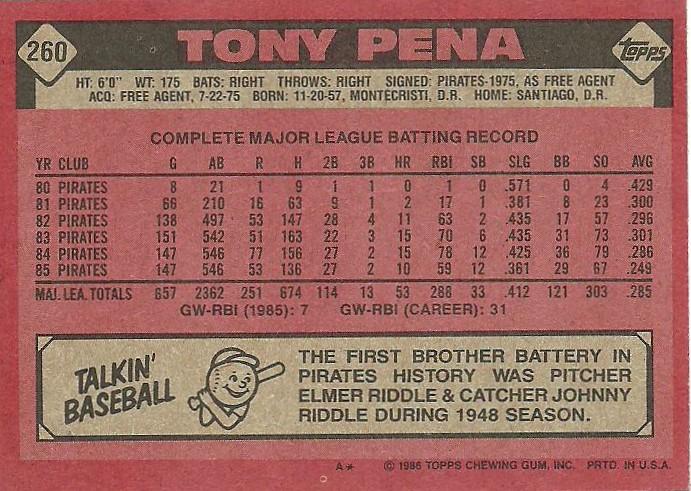 260 TONY PENA Topps
HT: 6'0" WT: 175 BATS: RIGHT THROWS: RIGHT SIGNED: PIRATES-1975, AS FREE AGENT
ACQ: FREE AGENT, 7-22-75 BORN: 11-20-57, MONTECRISTI, D.R. HOME: SANTIAGO, D.R.
COMPLETE MAJOR LEAGUE BATTING RECORD
YR CLUB G AB R H 2B 3B HR RBI SB SLG BB SO AVG
80 PIRATES 8 21 1 9 1 1 0 1 0 .571 0 4 .429
81 PIRATES 66 210 16 63 9 1 2 17 1 .381 8 23 .300
82 PIRATES 138 497 53 147 28 4 11 63 2 .435 17 57 .296
83 PIRATES 151 542 51 163 22 3 15 70 6 .435 31 73 .301
84 PIRATES 147 546 77 156 27 2 15 78 12 .425 36 79 .286
85 PIRATES 147 546 53 136 27 2 10 59 12 .361 29 67 .249
MAJ. LEA. TOTALS 657 2362 251 674 114 13 53 288 33 .412 121 303 .285
GW-RBI (1985): 7 GW-RBI (CAREER): 31
TALKIN' BASEBALL
THE FIRST BROTHER BATTERY IN
PIRATES HISTORY WAS PITCHER
ELMER RIDDLE & CATCHER JOHNNY
RIDDLE DURING 1948 SEASON.
A* © 1986 TOPPS CHEWING GUM, INC. PRTD. IN U.S.A.